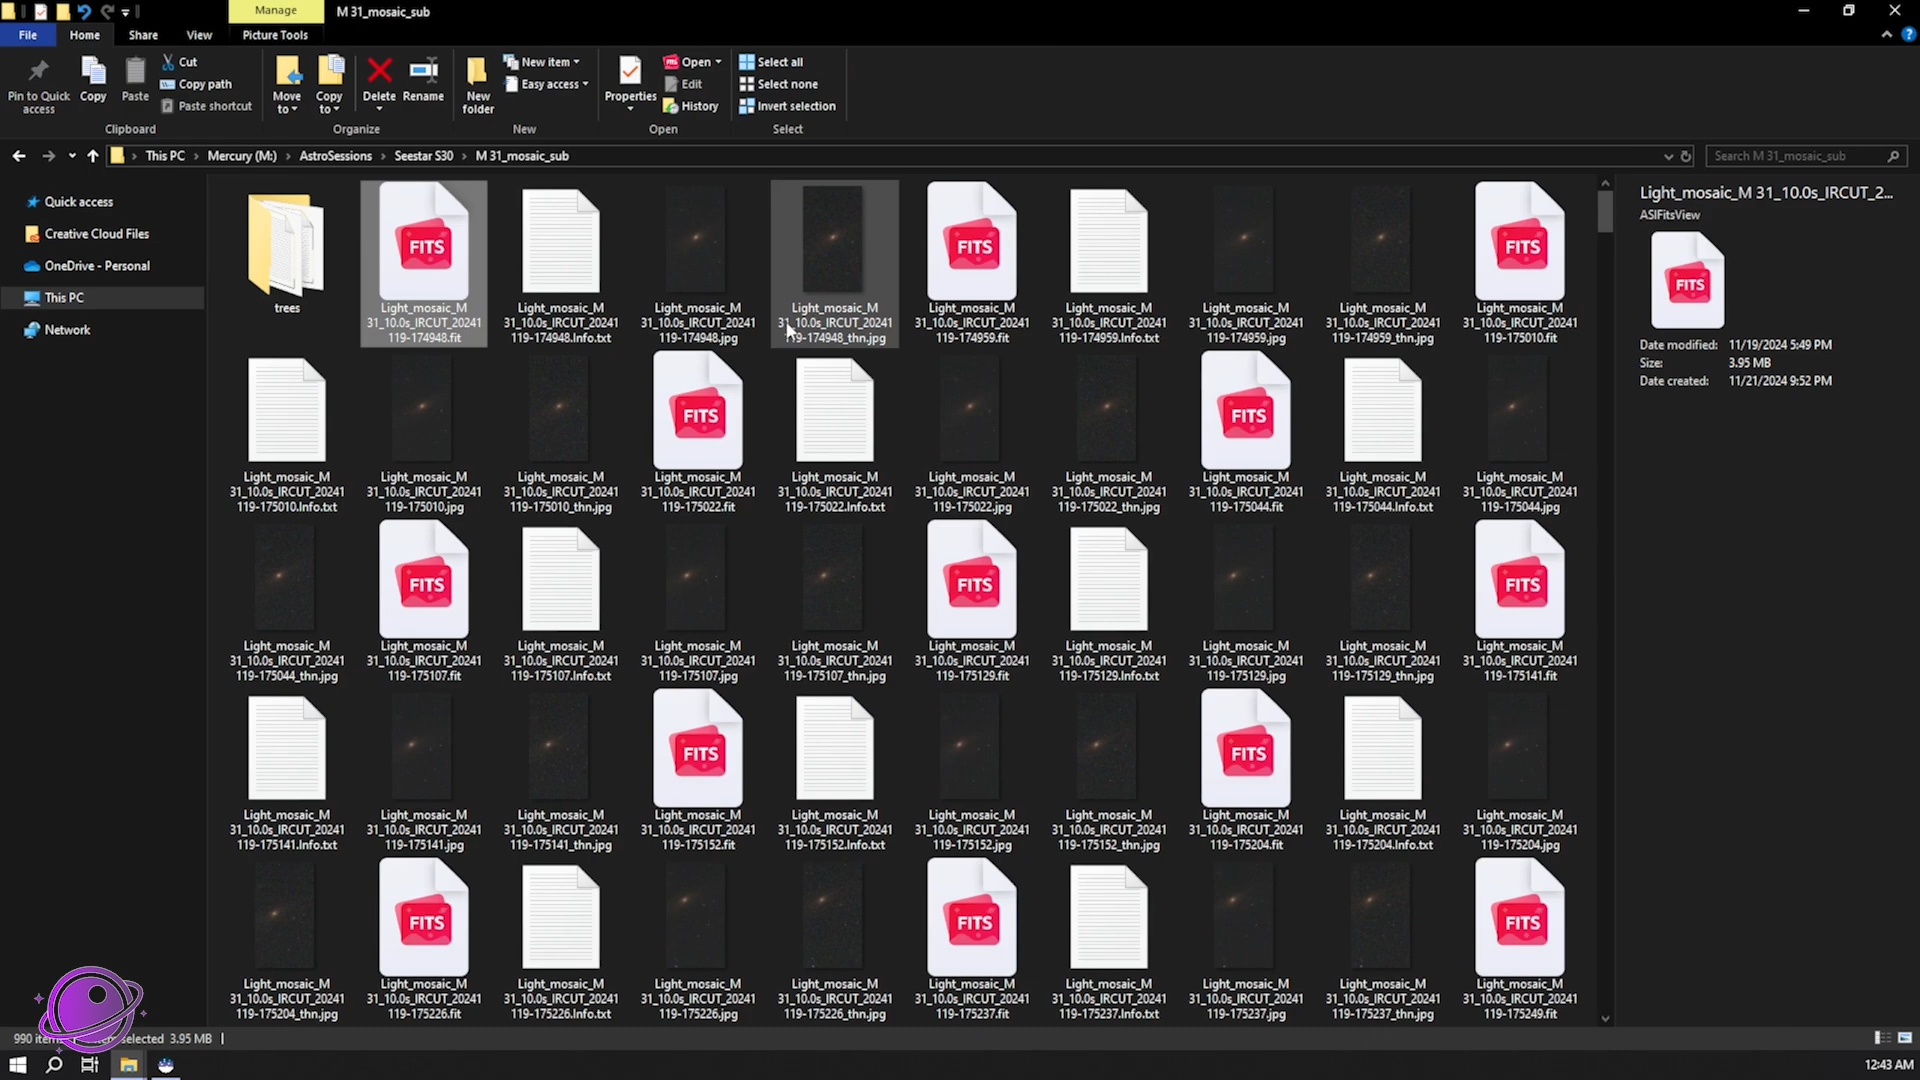 Manage
M 31_mosaic_sub
File
Home
Share
View
Picture Tools
Pin to Quick access
Copy
Paste
Cut
Copy path
Paste shortcut
Clipboard
Move to
Copy to
Delete
Rename
Organize
New folder
New item
Easy access
New
Properties
Open
Edit
History
Open
Select all
Select none
Invert selection
Select
This PC
Mercury (M:)
AstroSessions
Seestar S30
M 31_mosaic_sub
Search M 31_mosaic_sub
Quick access
Creative Cloud Files
OneDrive - Personal
This PC
Network
FITS
FITS
FITS
trees
Light_mosaic_M 31_10.0s_IRCUT_20241119-174948.fit
Light_mosaic_M 31_10.0s_IRCUT_20241119-174948.Info.txt
Light_mosaic_M 31_10.0s_IRCUT_20241119-174948.jpg
Light_mosaic_M 31_10.0s_IRCUT_20241119-174948_thn.jpg
Light_mosaic_M 31_10.0s_IRCUT_20241119-174959.fit
Light_mosaic_M 31_10.0s_IRCUT_20241119-174959.Info.txt
Light_mosaic_M 31_10.0s_IRCUT_20241119-174959.jpg
Light_mosaic_M 31_10.0s_IRCUT_20241119-174959_thn.jpg
Light_mosaic_M 31_10.0s_IRCUT_20241119-175010.fit
FITS
FITS
Light_mosaic_M 31_10.0s_IRCUT_20241119-175010.Info.txt
Light_mosaic_M 31_10.0s_IRCUT_20241119-175010.jpg
Light_mosaic_M 31_10.0s_IRCUT_20241119-175010_thn.jpg
Light_mosaic_M 31_10.0s_IRCUT_20241119-175022.fit
Light_mosaic_M 31_10.0s_IRCUT_20241119-175022.Info.txt
Light_mosaic_M 31_10.0s_IRCUT_20241119-175022.jpg
Light_mosaic_M 31_10.0s_IRCUT_20241119-175022_thn.jpg
Light_mosaic_M 31_10.0s_IRCUT_20241119-175044.fit
Light_mosaic_M 31_10.0s_IRCUT_20241119-175044.Info.txt
Light_mosaic_M 31_10.0s_IRCUT_20241119-175044.jpg
FITS
FITS
FITS
Light_mosaic_M 31_10.0s_IRCUT_20241119-175044_thn.jpg
Light_mosaic_M 31_10.0s_IRCUT_20241119-175107.fit
Light_mosaic_M 31_10.0s_IRCUT_20241119-175107.Info.txt
Light_mosaic_M 31_10.0s_IRCUT_20241119-175107.jpg
Light_mosaic_M 31_10.0s_IRCUT_20241119-175107_thn.jpg
Light_mosaic_M 31_10.0s_IRCUT_20241119-175129.fit
Light_mosaic_M 31_10.0s_IRCUT_20241119-175129.Info.txt
Light_mosaic_M 31_10.0s_IRCUT_20241119-175129.jpg
Light_mosaic_M 31_10.0s_IRCUT_20241119-175129_thn.jpg
Light_mosaic_M 31_10.0s_IRCUT_20241119-175141.fit
FITS
FITS
Light_mosaic_M 31_10.0s_IRCUT_20241119-175141.Info.txt
Light_mosaic_M 31_10.0s_IRCUT_20241119-175141.jpg
Light_mosaic_M 31_10.0s_IRCUT_20241119-175141_thn.jpg
Light_mosaic_M 31_10.0s_IRCUT_20241119-175152.fit
Light_mosaic_M 31_10.0s_IRCUT_20241119-175152.Info.txt
Light_mosaic_M 31_10.0s_IRCUT_20241119-175152.jpg
Light_mosaic_M 31_10.0s_IRCUT_20241119-175152_thn.jpg
Light_mosaic_M 31_10.0s_IRCUT_20241119-175204.fit
Light_mosaic_M 31_10.0s_IRCUT_20241119-175204.Info.txt
Light_mosaic_M 31_10.0s_IRCUT_20241119-175204.jpg
FITS
FITS
FITS
Light_mosaic_M 31_10.0s_IRCUT_20241119-175204_thn.jpg
Light_mosaic_M 31_10.0s_IRCUT_20241119-175226.fit
Light_mosaic_M 31_10.0s_IRCUT_20241119-175226.Info.txt
Light_mosaic_M 31_10.0s_IRCUT_20241119-175226.jpg
Light_mosaic_M 31_10.0s_IRCUT_20241119-175226_thn.jpg
Light_mosaic_M 31_10.0s_IRCUT_20241119-175237.fit
Light_mosaic_M 31_10.0s_IRCUT_20241119-175237.Info.txt
Light_mosaic_M 31_10.0s_IRCUT_20241119-175237.jpg
Light_mosaic_M 31_10.0s_IRCUT_20241119-175237_thn.jpg
Light_mosaic_M 31_10.0s_IRCUT_20241119-175249.fit
Light_mosaic_M 31_10.0s_IRCUT_2...
ASIFitsView
FITS
Date modified: 11/19/2024 5:49 PM
Size: 3.95 MB
Date created: 11/21/2024 9:52 PM
990 selected 3.95 MB
12:43 AM